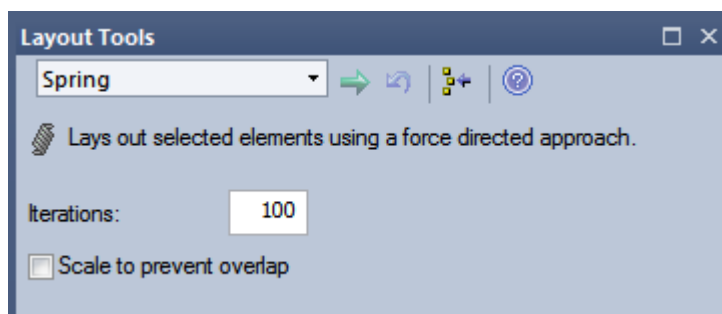 Layout Tools
Spring
Lays out selected elements using a force directed approach.
Iterations: 100
Scale to prevent overlap